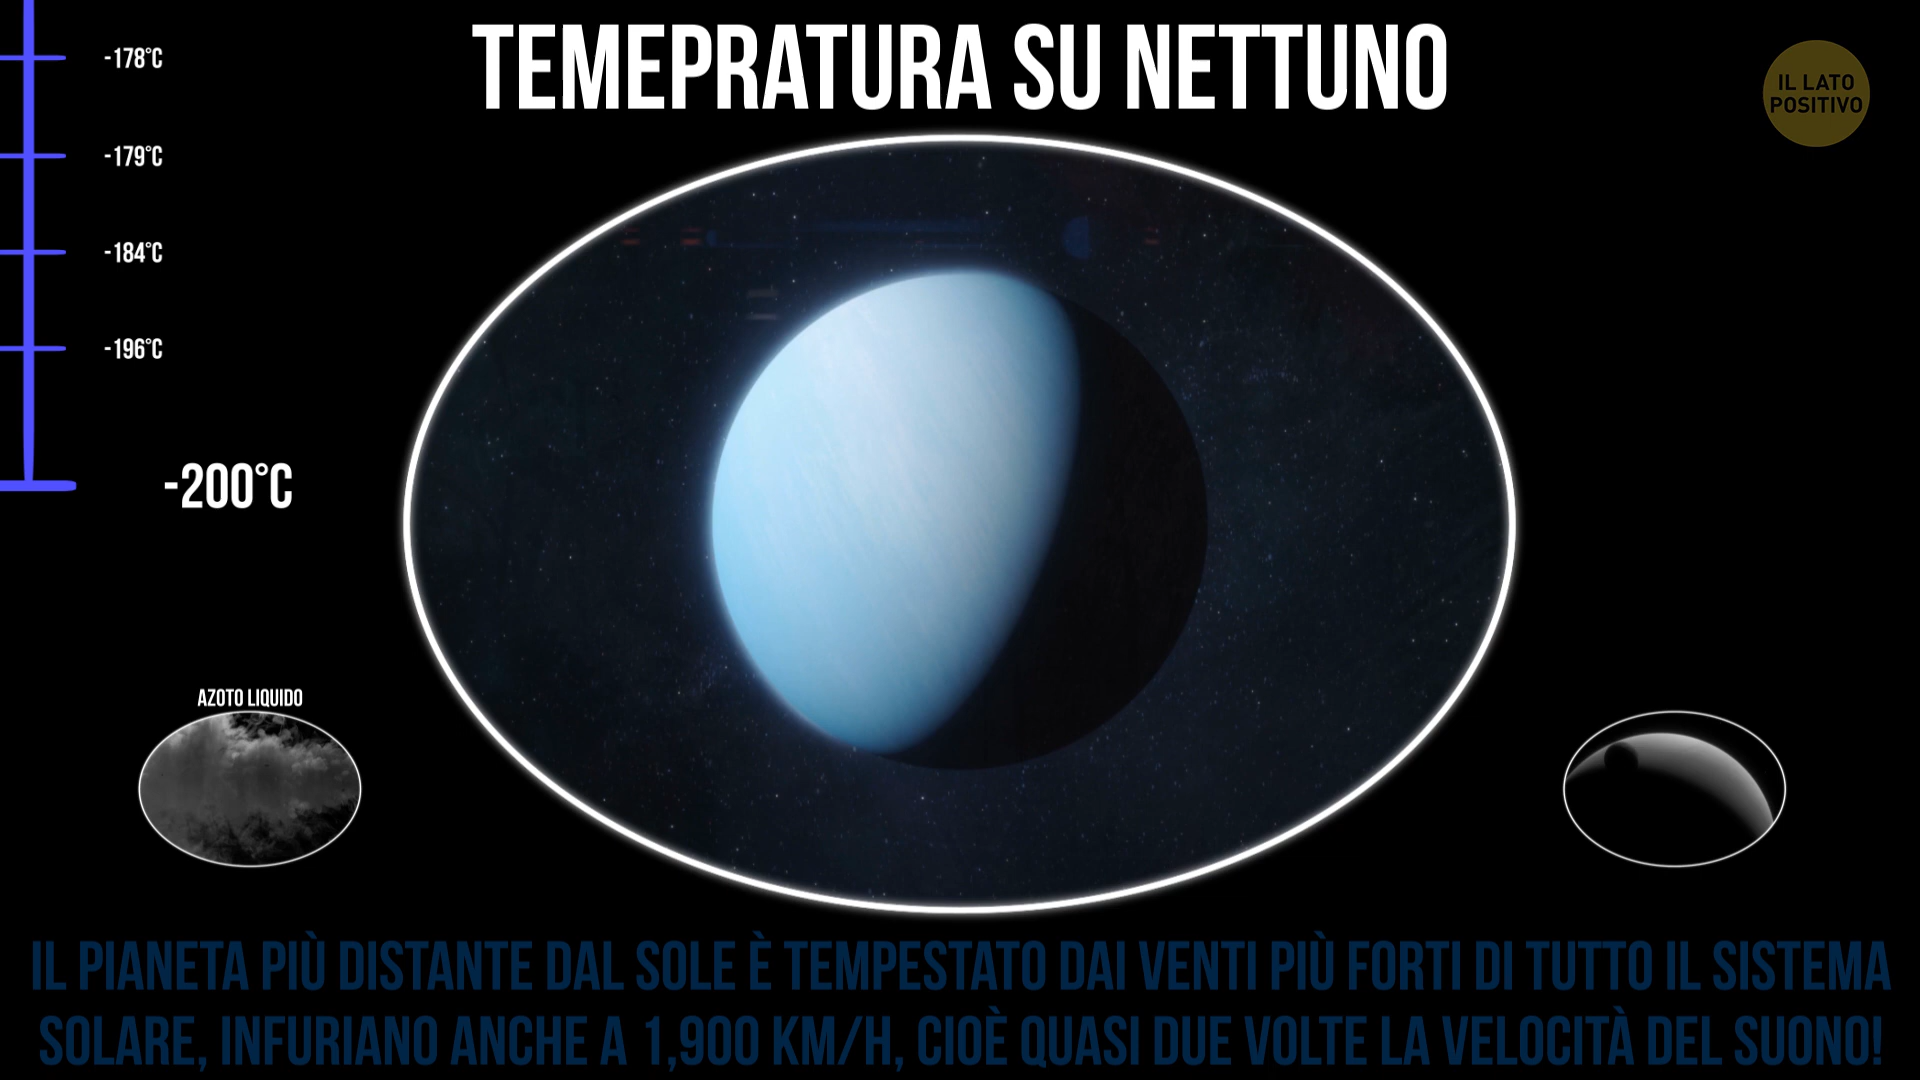 TEMEPRATURA SU NETTUNO
IL LATO
POSITIVO
-178°C
-179°C
-184°C
-196°C
-200°C
AZOTO LIQUIDO
IL PIANETA PIÙ DISTANTE DAL SOLE È TEMPESTATO DAI VENTI PIÙ FORTI DI TUTTO IL SISTEMA
SOLARE, INFURIANO ANCHE A 1,900 KM/H, CIOÈ QUASI DUE VOLTE LA VELOCITÀ DEL SUONO!